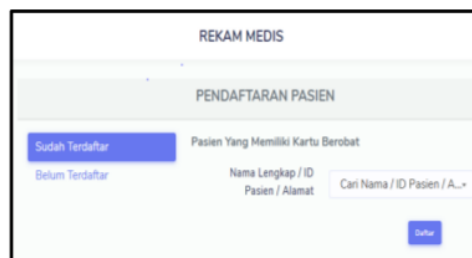 REKAM MEDIS
PENDAFTARAN PASIEN
Sudah Terdaftar
Belum Terdaftar
Pasien Yang Memiliki Kartu Berobat
Nama Lengkap / ID
Pasien / Alamat
Cari Nama / ID Pasien / A...
Daftar